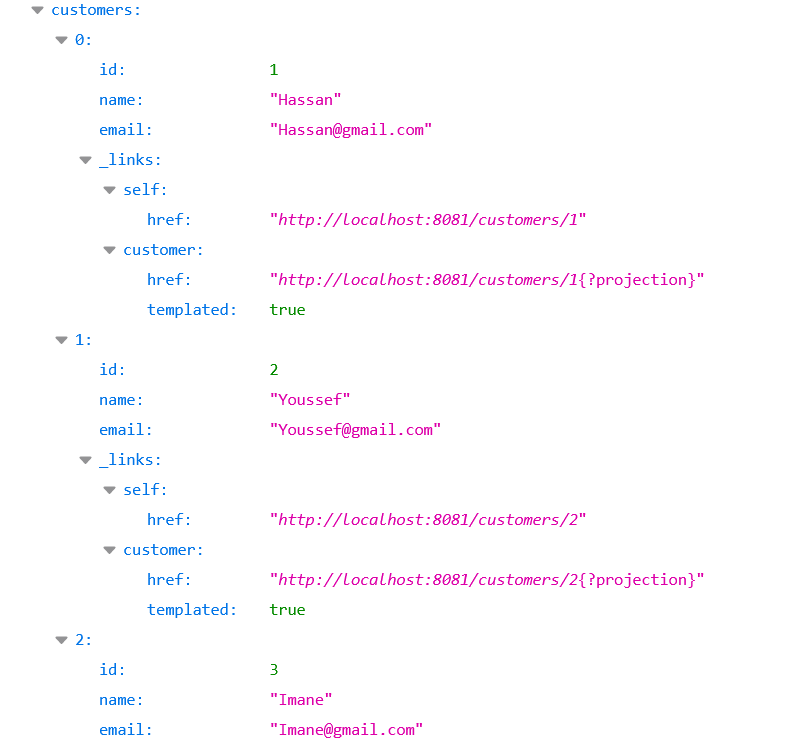 customers:
0:
id: 1
name: "Hassan"
email: "Hassan@gmail.com"
_links:
self:
href: "http://localhost:8081/customers/1"
customer:
href: "http://localhost:8081/customers/1{?projection}"
templated: true
1:
id: 2
name: "Youssef"
email: "Youssef@gmail.com"
_links:
self:
href: "http://localhost:8081/customers/2"
customer:
href: "http://localhost:8081/customers/2{?projection}"
templated: true
2:
id: 3
name: "Imane"
email: "Imane@gmail.com"